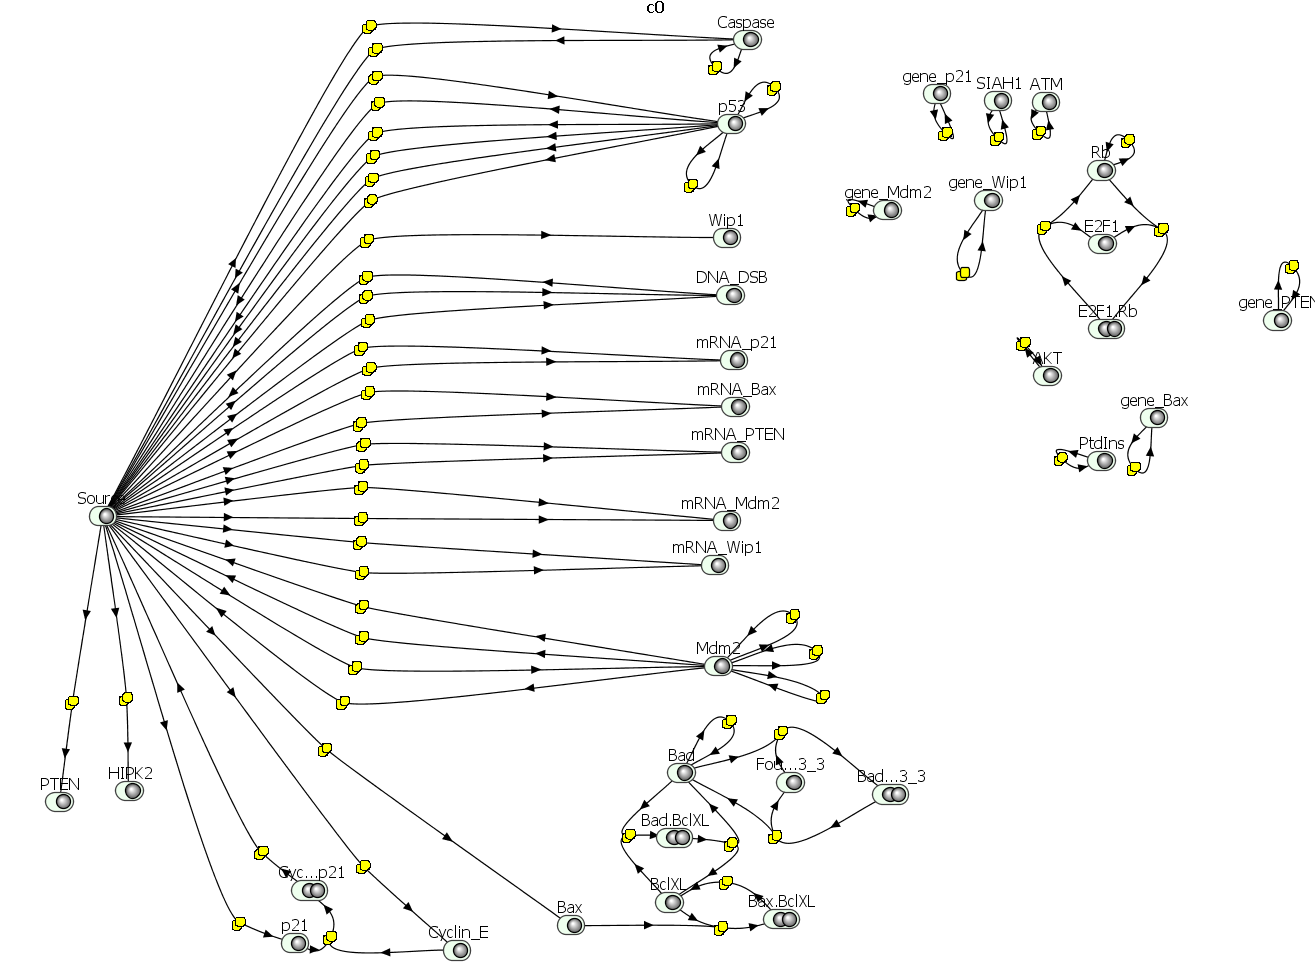 c0
Caspase
gene_p21
SIAH1
ATM
p53
Rb
gene_Mdm2
gene_Wip1
Wip1
E2F1
DNA_DSB
E2F1.Rb
gene_PTEN
mRNA_p21
AKT
mRNA_Bax
gene_Bax
mRNA_PTEN
PtdIns
Source
mRNA_Mdm2
mRNA_Wip1
Mdm2
PTEN
HIPK2
Bad
Fou...3_3
Bad...3_3
Bad.BclXL
Cyc...p21
BclXL
Bax.BclXL
Bax
p21
Cyclin_E